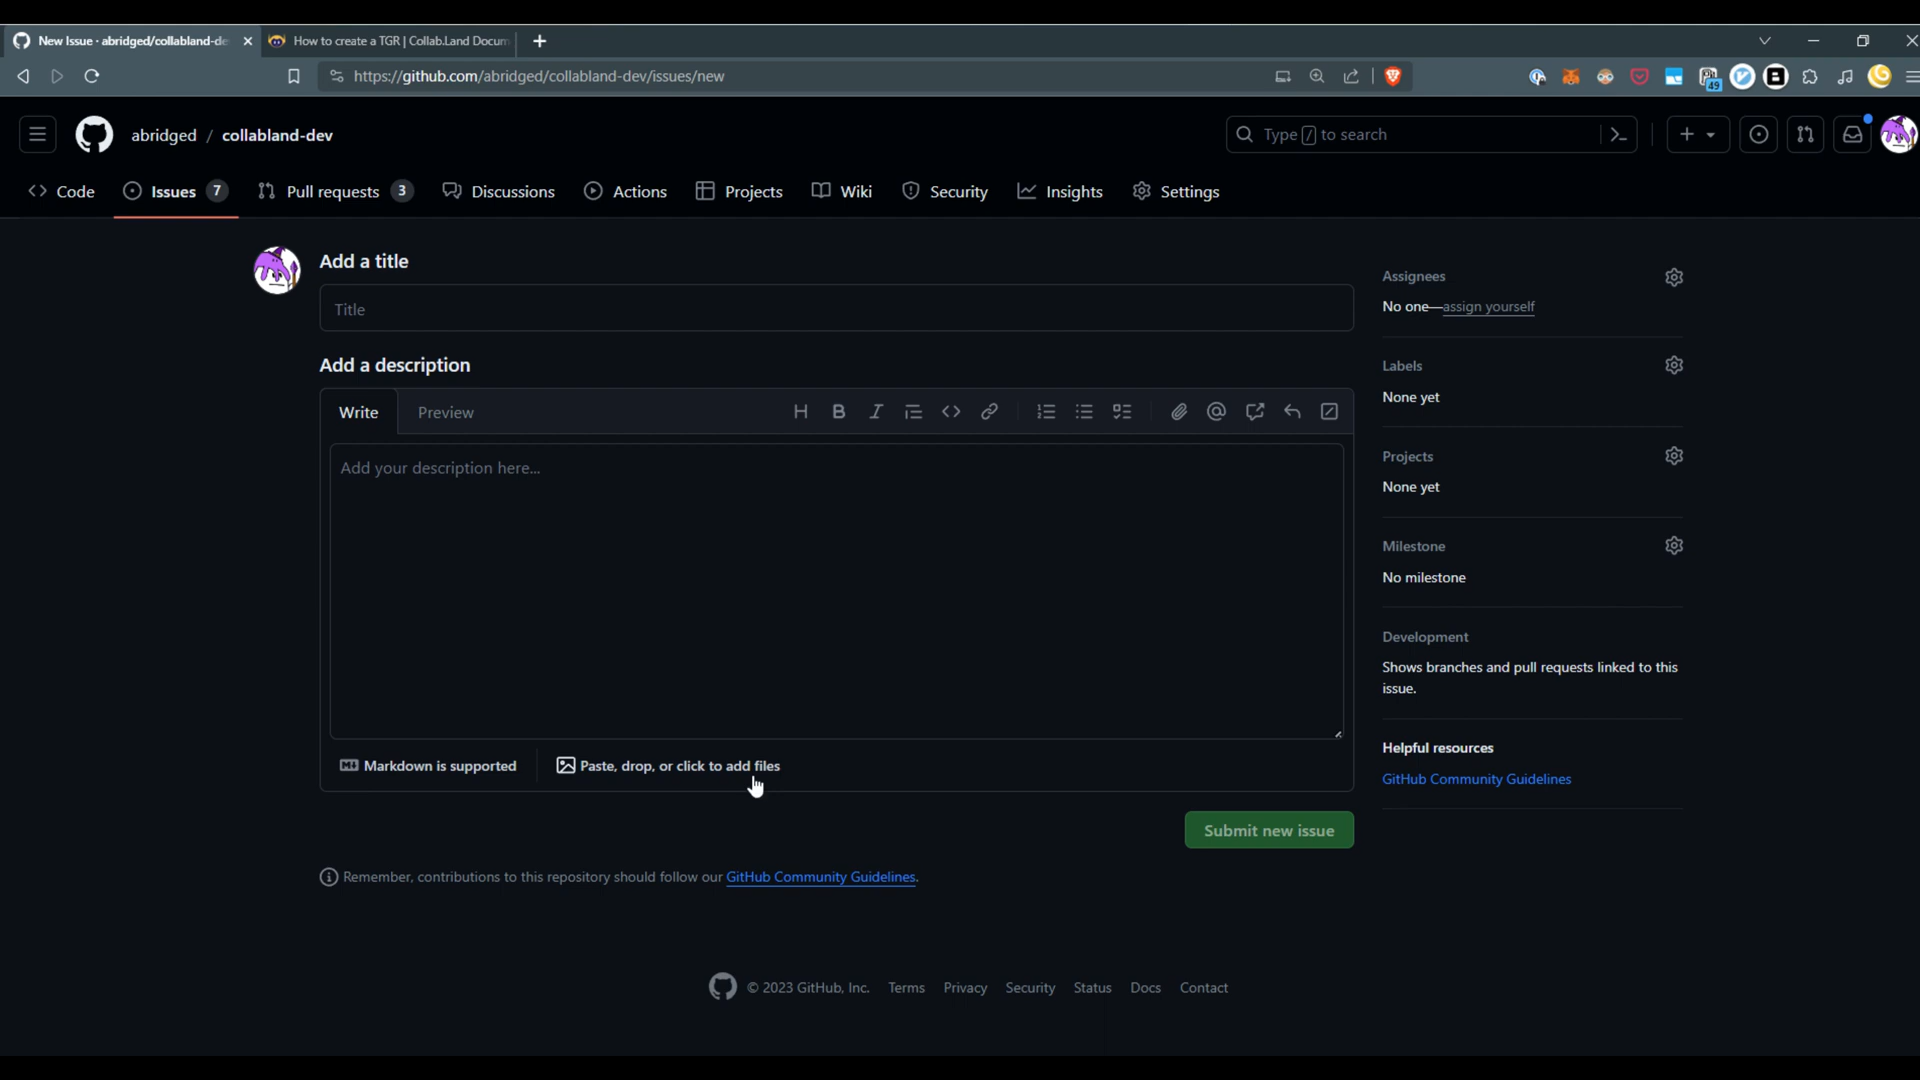 New Issue · abridged/collabland-de
How to create a TGR | Collab.Land Docum
https://github.com/abridged/collabland-dev/issues/new
49
abridged / collabland-dev
Type / to search
Code
Issues 7
Pull requests 3
Discussions
Actions
Projects
Wiki
Security
Insights
Settings
Add a title
Title
Add a description
Write
Preview
H B I
Add your description here...
Markdown is supported
Paste, drop, or click to add files
Submit new issue
Remember, contributions to this repository should follow our GitHub Community Guidelines.
Assignees
No one—assign yourself
Labels
None yet
Projects
None yet
Milestone
No milestone
Development
Shows branches and pull requests linked to this
issue.
Helpful resources
GitHub Community Guidelines
© 2023 GitHub, Inc. Terms Privacy Security Status Docs Contact